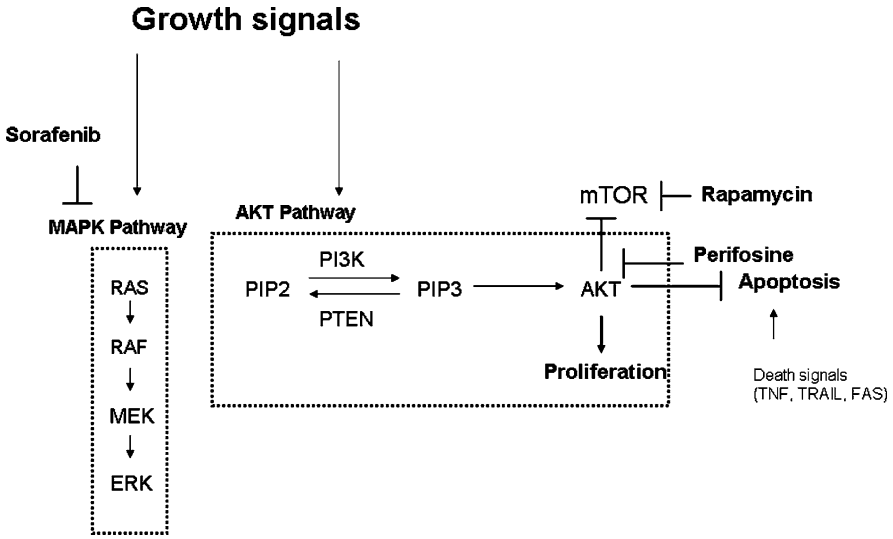 Growth signals
Sorafenib
MAPK Pathway
RAS
RAF
MEK
ERK
AKT Pathway
PI3K
PIP2
PIP3
PTEN
AKT
Proliferation
mTOR
Rapamycin
Perifosine
Apoptosis
Death signals
(TNF, TRAIL, FAS)